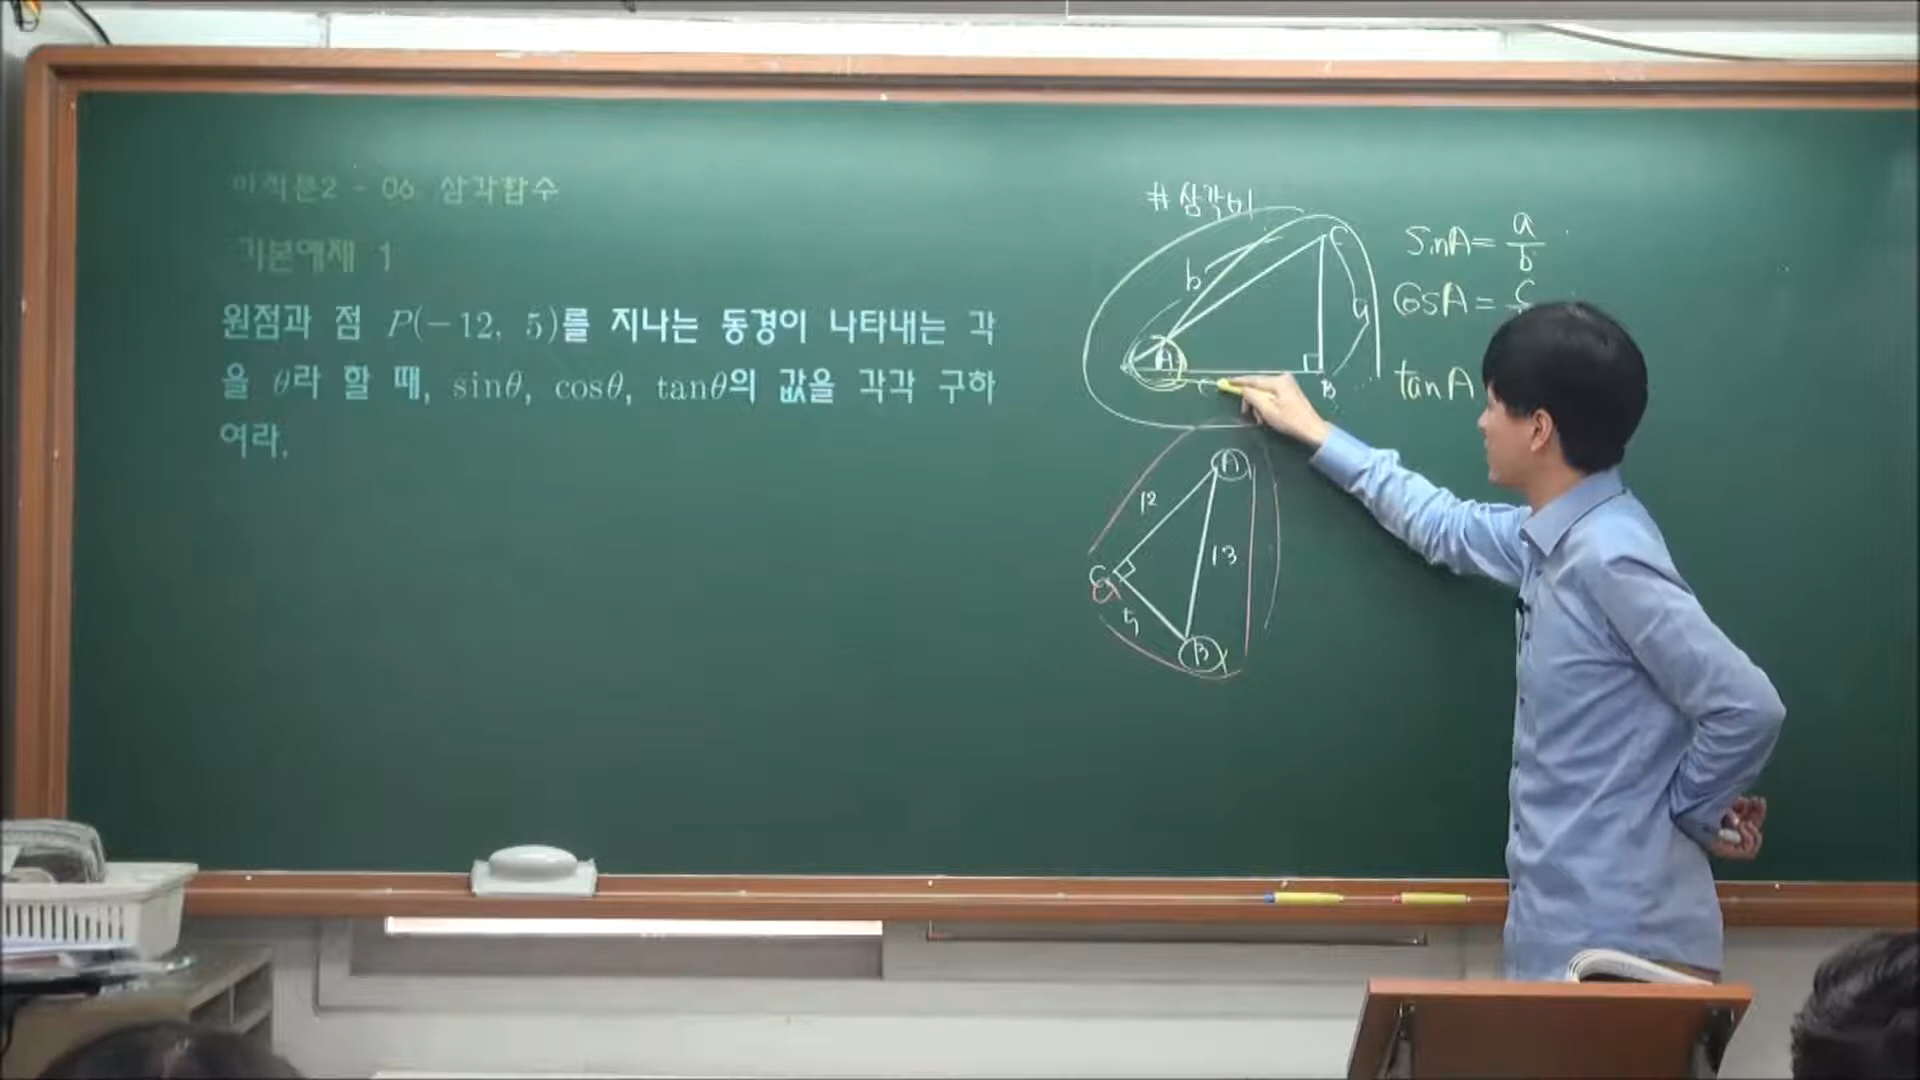 미적분2 - 06 삼각함수
기본예제 1
원점과 점 P(-12, 5)를 지나는 동경이 나타내는 각
을 θ라 할 때, sinθ, cosθ, tanθ의 값을 각각 구하
여라.
#삼각비
C
b
a
A
c
B
sinA = a/b
cosA = c
tanA
A
12
13
C
5
B